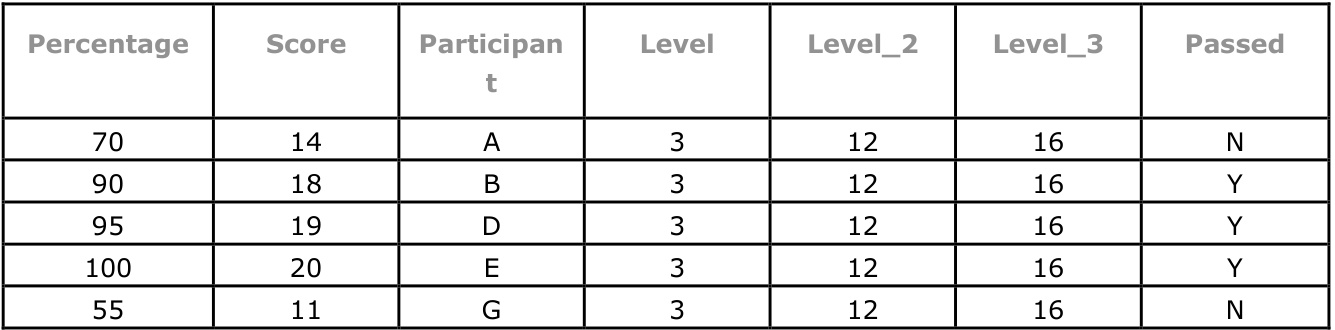 Percentage Score Participan Level Level_2 Level_3 Passed
t
70 14 A 3 12 16 N
90 18 B 3 12 16 Y
95 19 D 3 12 16 Y
100 20 E 3 12 16 Y
55 11 G 3 12 16 N